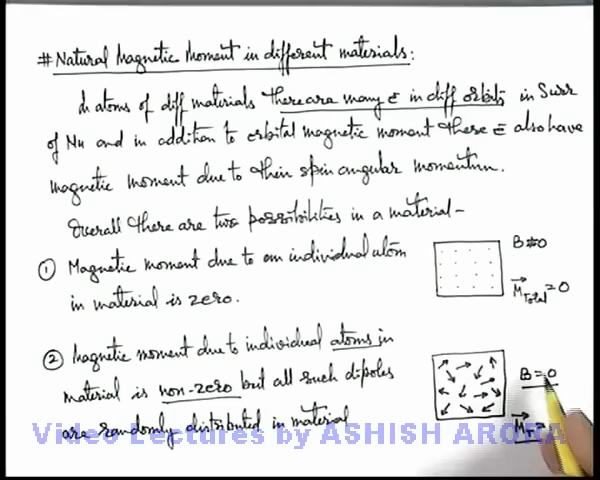 # Natural Magnetic Moment in different materials:
In atoms of diff materials there are many e⁻ in diff orbits in Surr
of Nu and in addition to orbital magnetic moment these e⁻ also have
magnetic moment due to their spin angular momentum.
Overall there are two possibilities in a material -
① Magnetic moment due to an individual atom
in material is zero.
B≠0
M⃗Total = 0
② Magnetic moment due to individual atoms in
material is non-zero but all such dipoles
are randomly distributed in material
B = 0
M⃗T =
Video Lectures by ASHISH ARORA